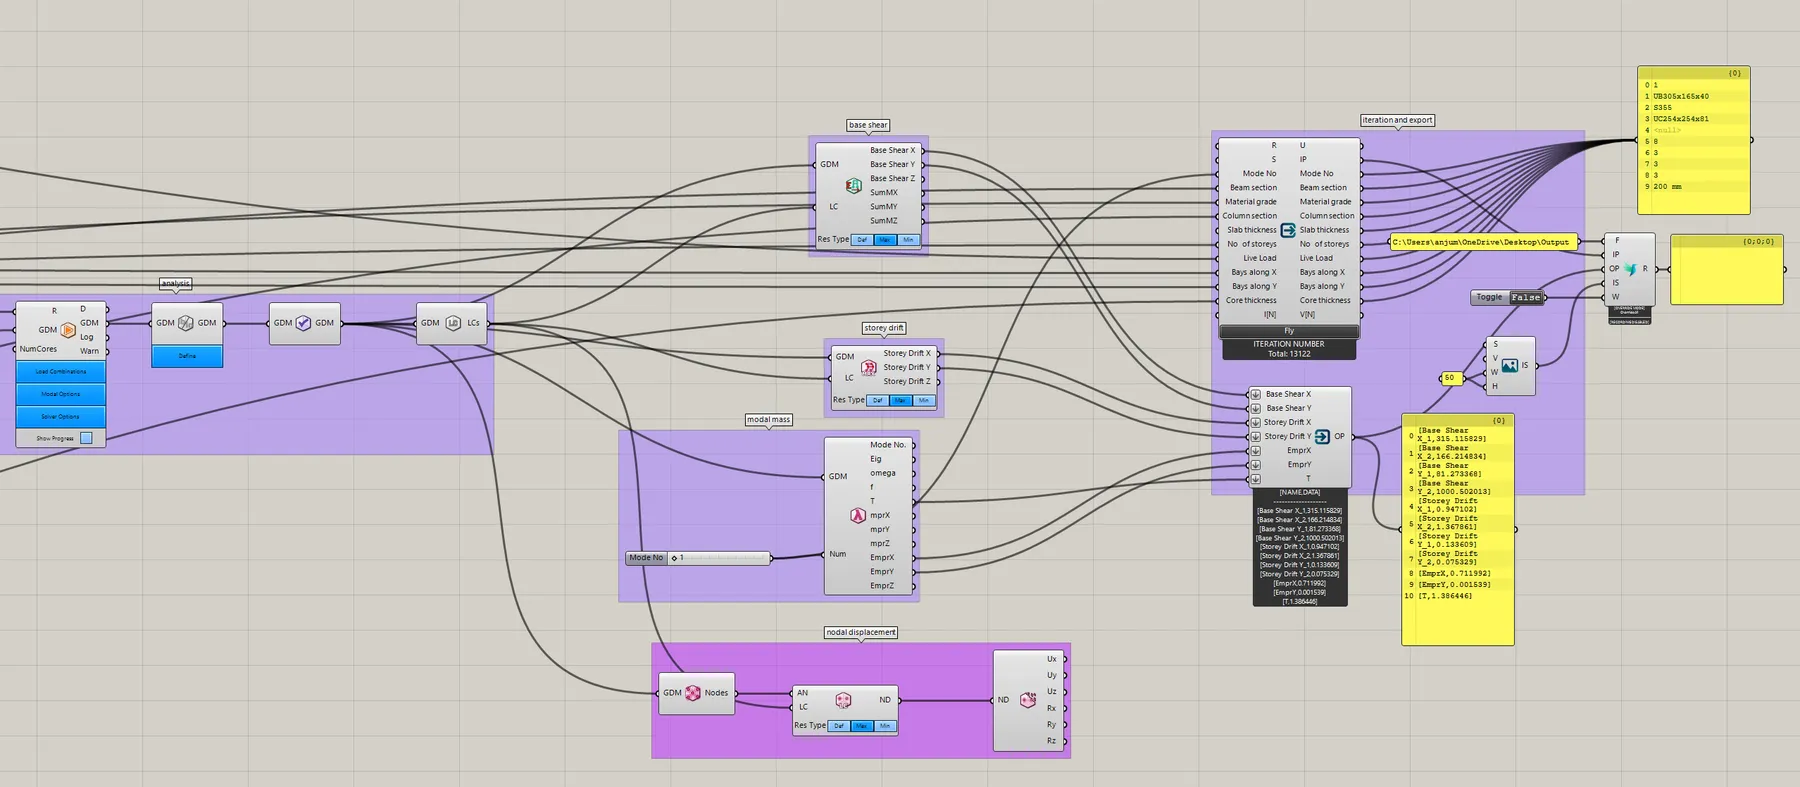 analysis
R
D
GDM
GDM
Log
NumCores
Warn
Load Combinations
Modal Options
Solver Options
Show Progress
GDM
GDM
Define
GDM
GDM
GDM
LCs
base shear
GDM
LC
Base Shear X
Base Shear Y
Base Shear Z
SumMX
SumMY
SumMZ
Res Type
Def
Max
Min
storey drift
GDM
LC
Storey Drift X
Storey Drift Y
Storey Drift Z
Res Type
Def
Max
Min
modal mass
GDM
Num
Mode No.
Eig
omega
f
T
mprX
mprY
mprZ
EmprX
EmprY
EmprZ
Mode No
1
nodal displacement
GDM
Nodes
AN
LC
ND
Res Type
Def
Max
Min
ND
Ux
Uy
Uz
Rx
Ry
Rz
iteration and export
R
U
S
IP
Mode No
Mode No
Beam section
Beam section
Material grade
Material grade
Column section
Column section
Slab thickness
Slab thickness
No of storeys
No of storeys
Live Load
Live Load
Bays along X
Bays along X
Bays along Y
Bays along Y
Core thickness
Core thickness
I[N]
V[N]
Fly
ITERATION NUMBER
Total: 13122
Base Shear X
Base Shear Y
Storey Drift X
Storey Drift Y
EmprX
EmprY
T
OP
[NAME,DATA]
[Base Shear X_1,315.115829]
[Base Shear X_2,166.214834]
[Base Shear Y_1,81.273368]
[Base Shear Y_2,1000.502013]
[Storey Drift X_1,0.947102]
[Storey Drift X_2,1.367861]
[Storey Drift Y_1,0.133609]
[Storey Drift Y_2,0.075329]
[EmprX,0.711992]
[EmprY,0.001539]
[T,1.386446]
{0}
0 1
1 UB305x165x40
2 S355
3 UC254x254x81
4 <null>
5 8
6 3
7 3
8 3
9 200 mm
C:\Users\anjum\OneDrive\Desktop\Output
Toggle
False
F
IP
OP
IS
W
R
{0;0;0}
50
S
V
W
H
IS
{0}
0 [Base Shear
X_1,315.115829]
1 [Base Shear
X_2,166.214834]
2 [Base Shear
Y_1,81.273368]
3 [Base Shear
Y_2,1000.502013]
4 [Storey Drift
X_1,0.947102]
5 [Storey Drift
X_2,1.367861]
6 [Storey Drift
Y_1,0.133609]
7 [Storey Drift
Y_2,0.075329]
8 [EmprX,0.711992]
9 [EmprY,0.001539]
10 [T,1.386446]